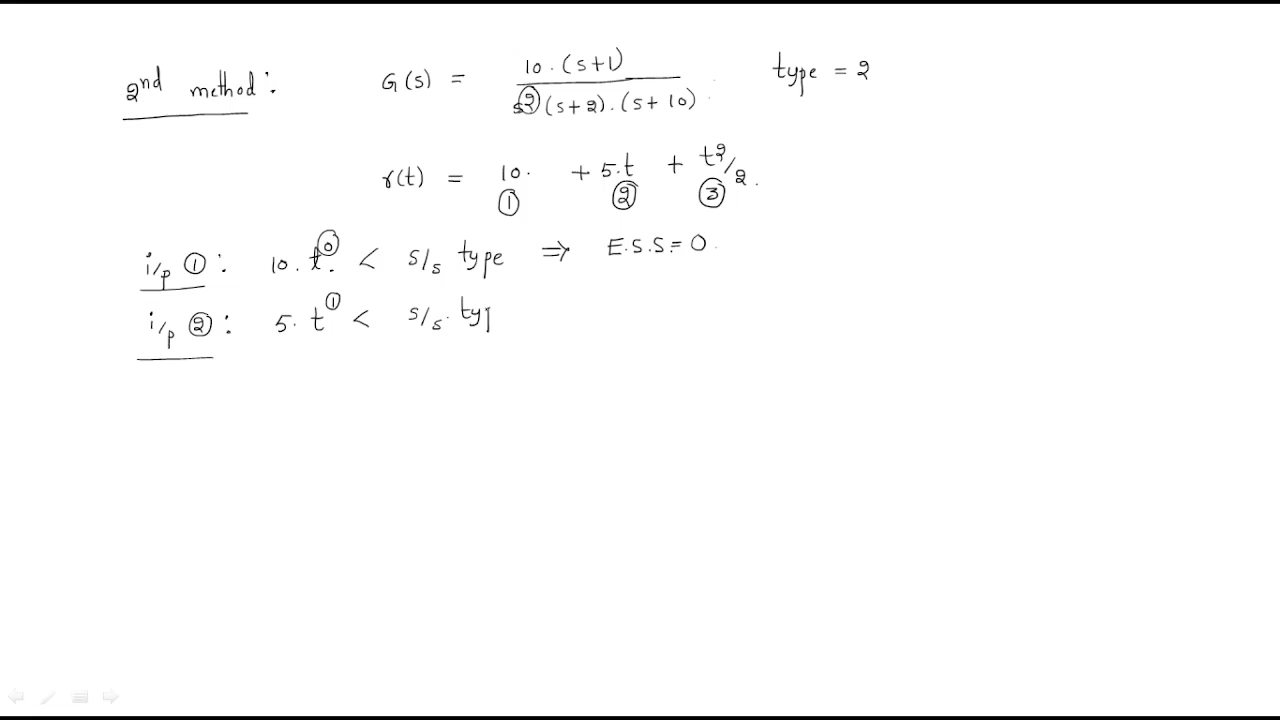 2nd method: G(s) = 10.(s+1) / s²(s+2).(s+10) type = 2
r(t) = 10. + 5.t + t²/2.
① ② ③
i/p ①: 10.t⁰. < s/s type ⇒ E.S.S. = 0.
i/p ②: 5. t¹ < s/s. typ